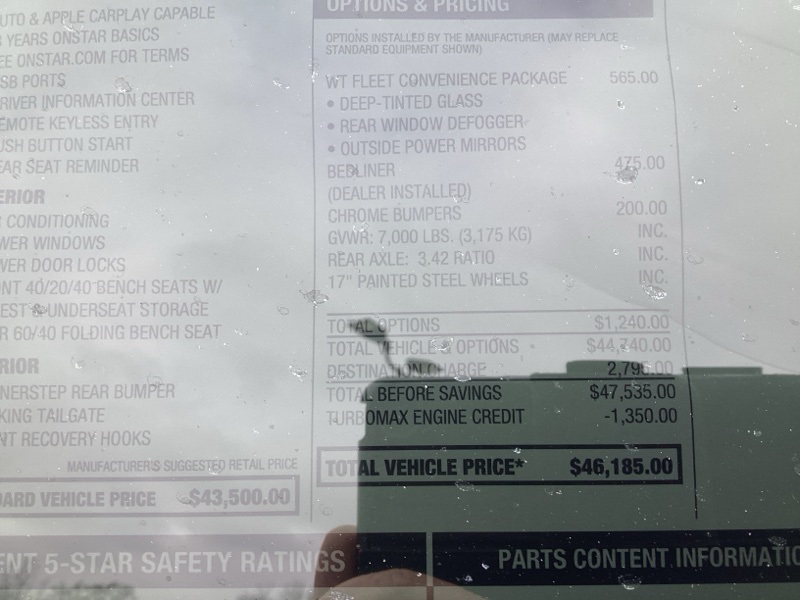 UTO & APPLE CARPLAY CAPABLE
YEARS ONSTAR BASICS
EE ONSTAR.COM FOR TERMS
SB PORTS
RIVER INFORMATION CENTER
EMOTE KEYLESS ENTRY
USH BUTTON START
EAR SEAT REMINDER
ERIOR
CONDITIONING
WER WINDOWS
WER DOOR LOCKS
ONT 40/20/40 BENCH SEATS W/
EST & UNDERSEAT STORAGE
R 60/40 FOLDING BENCH SEAT
RIOR
NERSTEP REAR BUMPER
KING TAILGATE
NT RECOVERY HOOKS
MANUFACTURER'S SUGGESTED RETAIL PRICE
DARD VEHICLE PRICE $43,500.00
OPTIONS & PRICING
OPTIONS INSTALLED BY THE MANUFACTURER (MAY REPLACE
STANDARD EQUIPMENT SHOWN)
WT FLEET CONVENIENCE PACKAGE 565.00
• DEEP-TINTED GLASS
• REAR WINDOW DEFOGGER
• OUTSIDE POWER MIRRORS
BEDLINER 475.00
(DEALER INSTALLED)
CHROME BUMPERS 200.00
GVWR: 7,000 LBS. (3,175 KG) INC.
REAR AXLE: 3.42 RATIO INC.
17" PAINTED STEEL WHEELS INC.
TOTAL OPTIONS $1,240.00
TOTAL VEHICLE & OPTIONS $44,740.00
DESTINATION CHARGE 2,795.00
TOTAL BEFORE SAVINGS $47,535.00
TURBOMAX ENGINE CREDIT -1,350.00
TOTAL VEHICLE PRICE* $46,185.00
ENT 5-STAR SAFETY RATINGS
PARTS CONTENT INFORMATIO